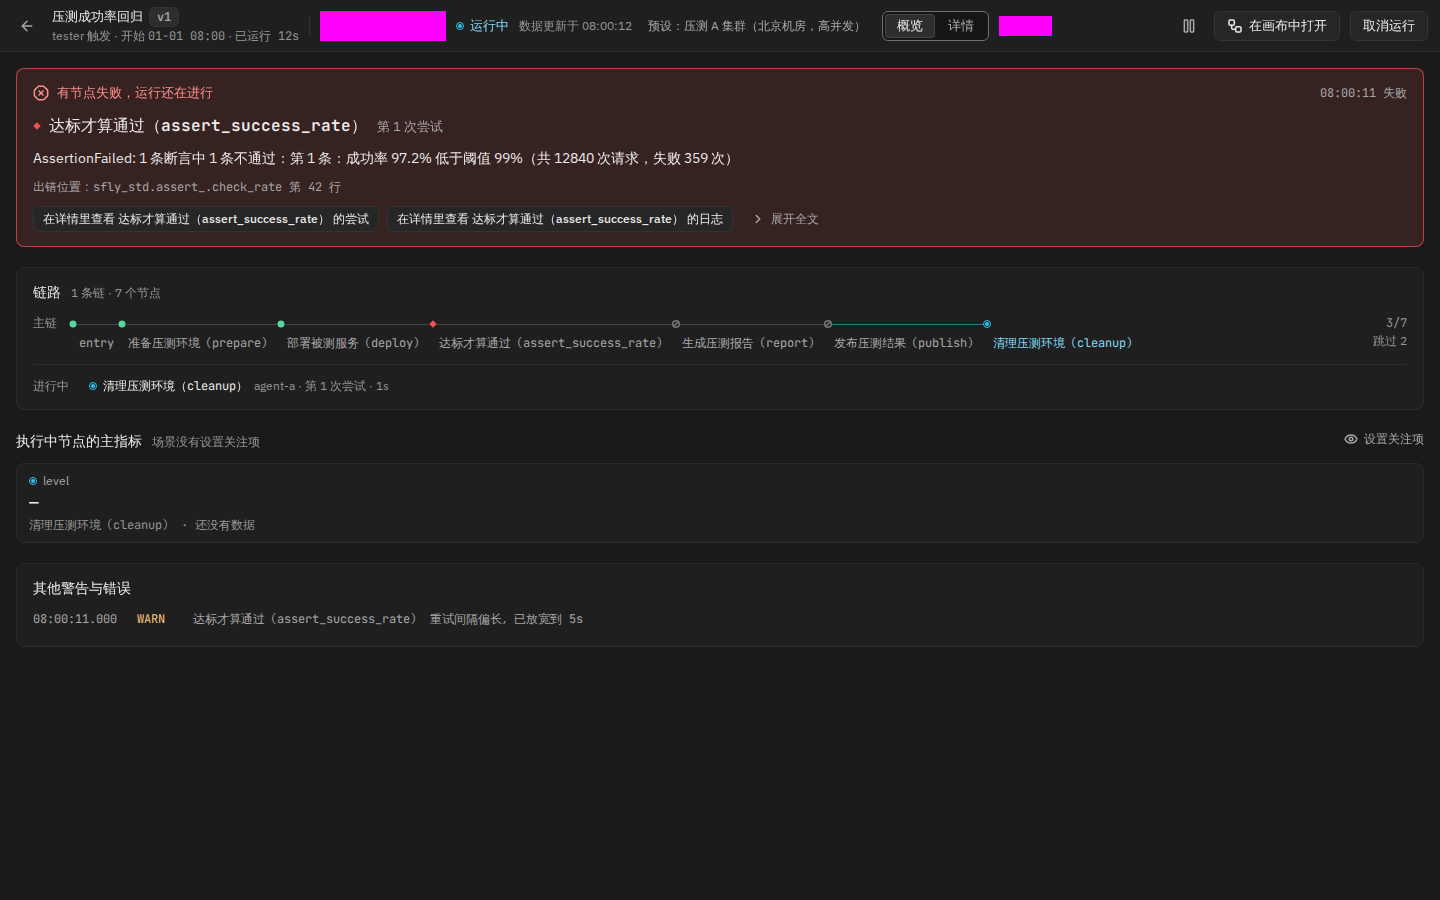 压测成功率回归 v1
tester 触发 · 开始 01-01 08:00 · 已运行 12s
运行中 数据更新于 08:00:12 预设：压测 A 集群（北京机房，高并发） 概览 详情
在画布中打开 取消运行
有节点失败，运行还在进行 08:00:11 失败
达标才算通过（assert_success_rate） 第 1 次尝试
AssertionFailed: 1 条断言中 1 条不通过：第 1 条：成功率 97.2% 低于阈值 99%（共 12840 次请求，失败 359 次）
出错位置：sfly_std.assert_.check_rate 第 42 行
在详情里查看 达标才算通过（assert_success_rate） 的尝试 在详情里查看 达标才算通过（assert_success_rate） 的日志 展开全文
链路 1 条链 · 7 个节点
主链 3/7
entry 准备压测环境（prepare） 部署被测服务（deploy） 达标才算通过（assert_success_rate） 生成压测报告（report） 发布压测结果（publish） 清理压测环境（cleanup） 跳过 2
进行中 清理压测环境（cleanup） agent-a · 第 1 次尝试 · 1s
执行中节点的主指标 场景没有设置关注项 设置关注项
level
—
清理压测环境（cleanup） · 还没有数据
其他警告与错误
08:00:11.000 WARN 达标才算通过（assert_success_rate） 重试间隔偏长, 已放宽到 5s